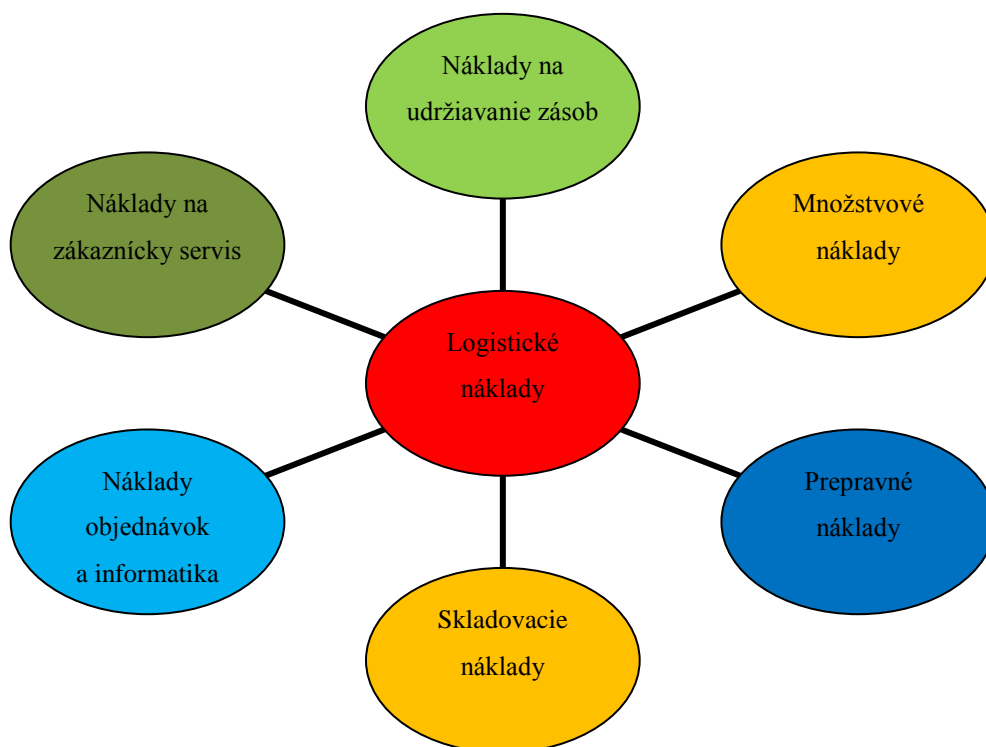 Náklady na
udržiavanie zásob
Náklady na
zákaznícky servis
Množstvové
náklady
Logistické
náklady
Náklady
objednávok
a informatika
Prepravné
náklady
Skladovacie
náklady